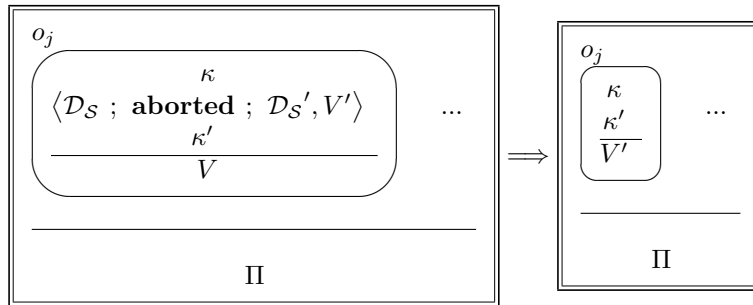 o_j
κ
⟨𝒟_𝒮 ; aborted ; 𝒟_𝒮′, V′⟩ ...
κ′
V
Π
⟹
o_j
κ
κ′ ...
V′
Π